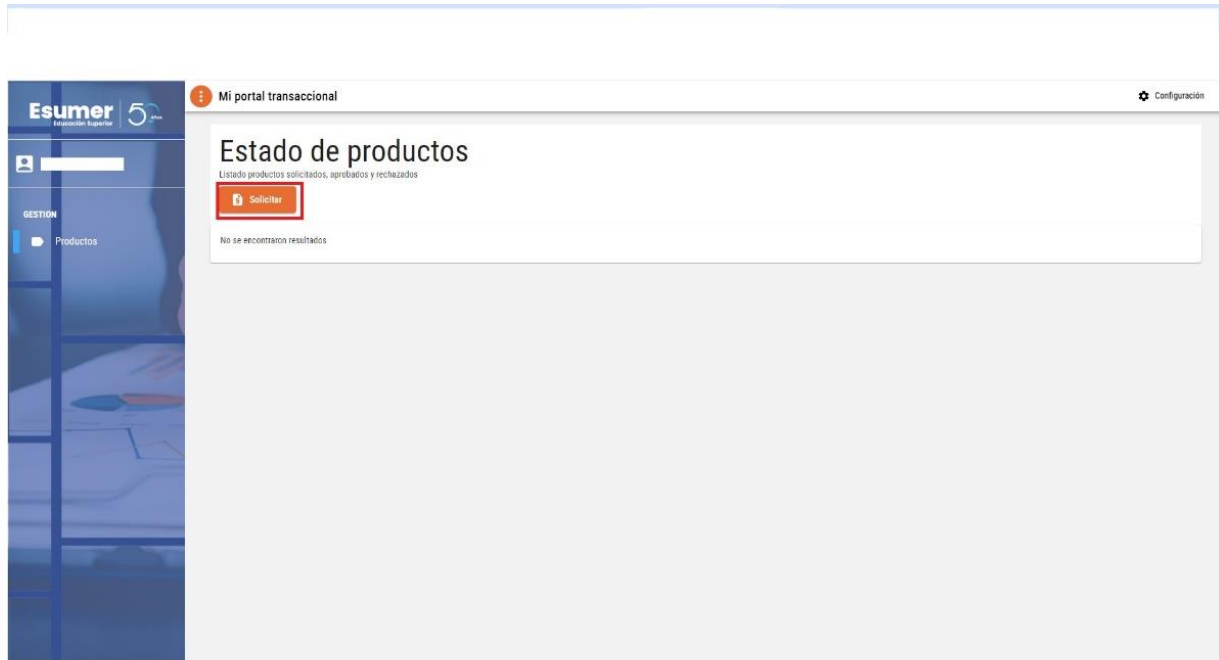 Esumer
Educación Superior
50 Años
Mi portal transaccional
Configuración
Estado de productos
Listado productos solicitados, aprobados y rechazados
Solicitar
GESTION
Productos
No se encontraron resultados